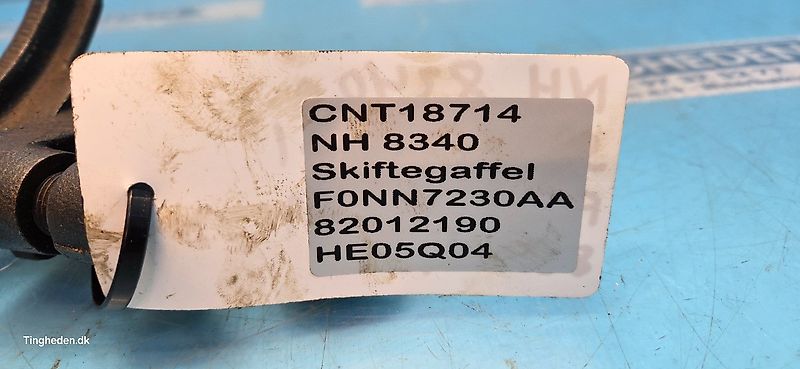 CNT18714
NH 8340
Skiftegaffel
F0NN7230AA
82012190
HE05Q04
Tingheden.dk